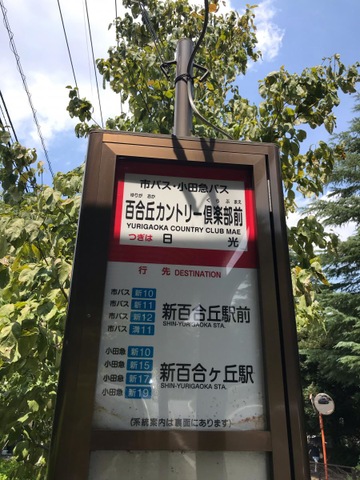 市バス・小田急バス
ゆりがおか くらぶまえ
百合丘カントリー倶楽部前
YURIGAOKA COUNTRY CLUB MAE
つぎは 日光
行先 DESTINATION
市バス 新10
市バス 新11
市バス 新12
市バス 溝11
新百合丘駅前
SHIN-YURIGAOKA STA.
小田急 新10
小田急 新15
小田急 新17
小田急 新19
新百合ヶ丘駅
SHIN-YURIGAOKA STA.
(系統案内は裏面にあります)